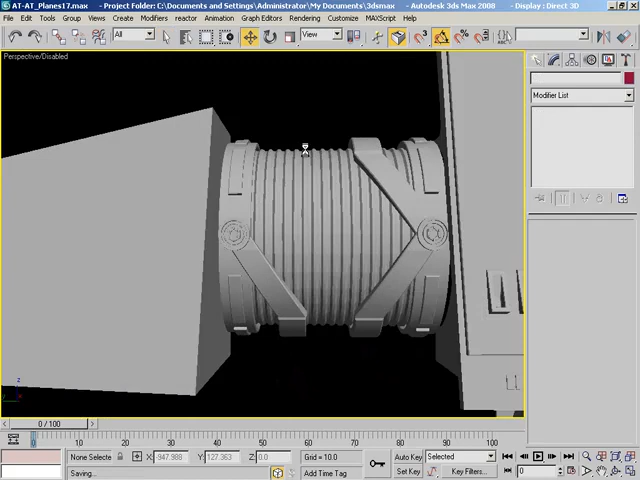 AT-AT_Planes17.max - Project Folder: C:\Documents and Settings\Administrator\My Documents\3dsmax - Autodesk 3ds Max 2008 - Display : Direct 3D
File Edit Tools Group Views Create Modifiers reactor Animation Graph Editors Rendering Customize MAXScript Help
All View
Perspective/Disabled
Modifier List
z
x
y
0 / 100
0 10 20 30 40 50 60 70 80 90 100
None Selecte X: -947.988 Y: 127.363 Z: 0.0 Grid = 10.0 Auto Key Selected
Saving... Add Time Tag Set Key Key Filters... 0